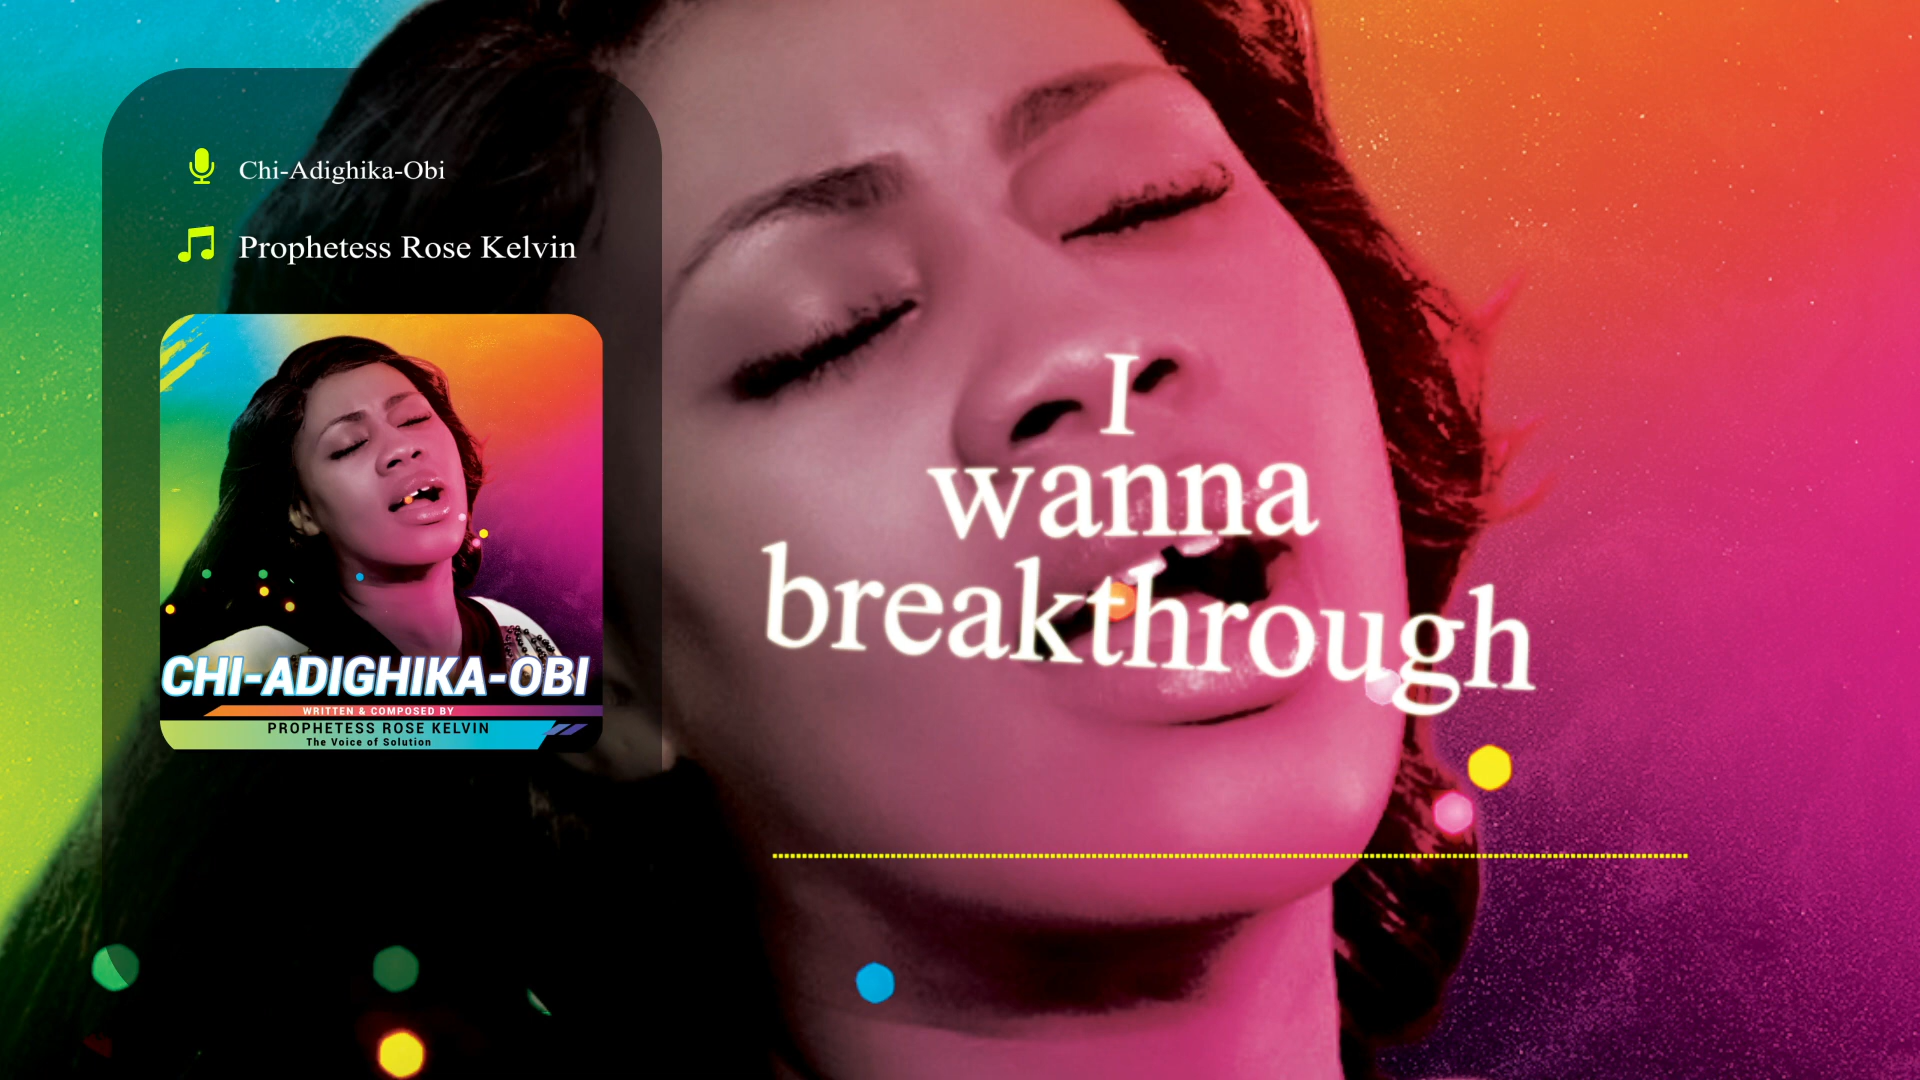 Chi-Adighika-Obi
Prophetess Rose Kelvin
CHI-ADIGHIKA-OBI
WRITTEN & COMPOSED BY
PROPHETESS ROSE KELVIN
The Voice of Solution
I
wanna
breakthrough